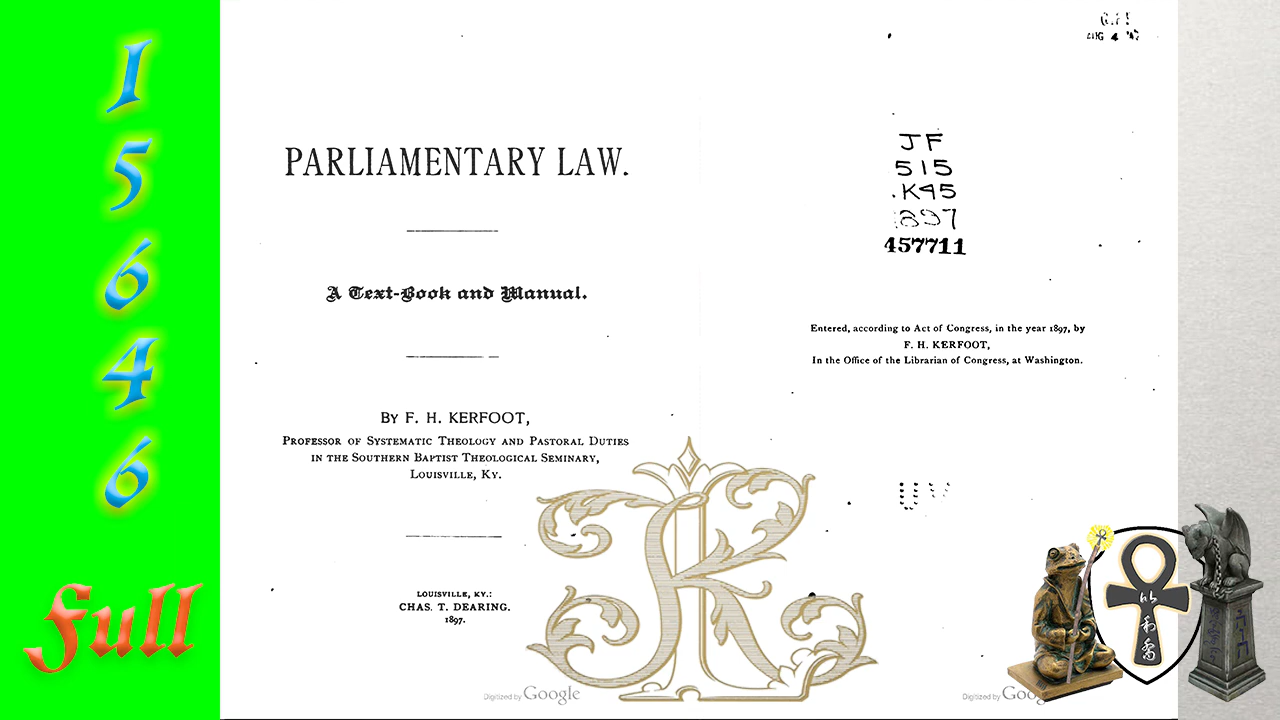 1
5
6
4
6
Full
PARLIAMENTARY LAW.
A Text-Book and Manual.
BY F. H. KERFOOT,
PROFESSOR OF SYSTEMATIC THEOLOGY AND PASTORAL DUTIES
IN THE SOUTHERN BAPTIST THEOLOGICAL SEMINARY,
LOUISVILLE, KY.
LOUISVILLE, KY.:
CHAS. T. DEARING.
1897.
Digitized by Google
AUG 4
JF
515
.K45
1897
457711
Entered, according to Act of Congress, in the year 1897, by
F. H. KERFOOT,
In the Office of the Librarian of Congress, at Washington.
Digitized by